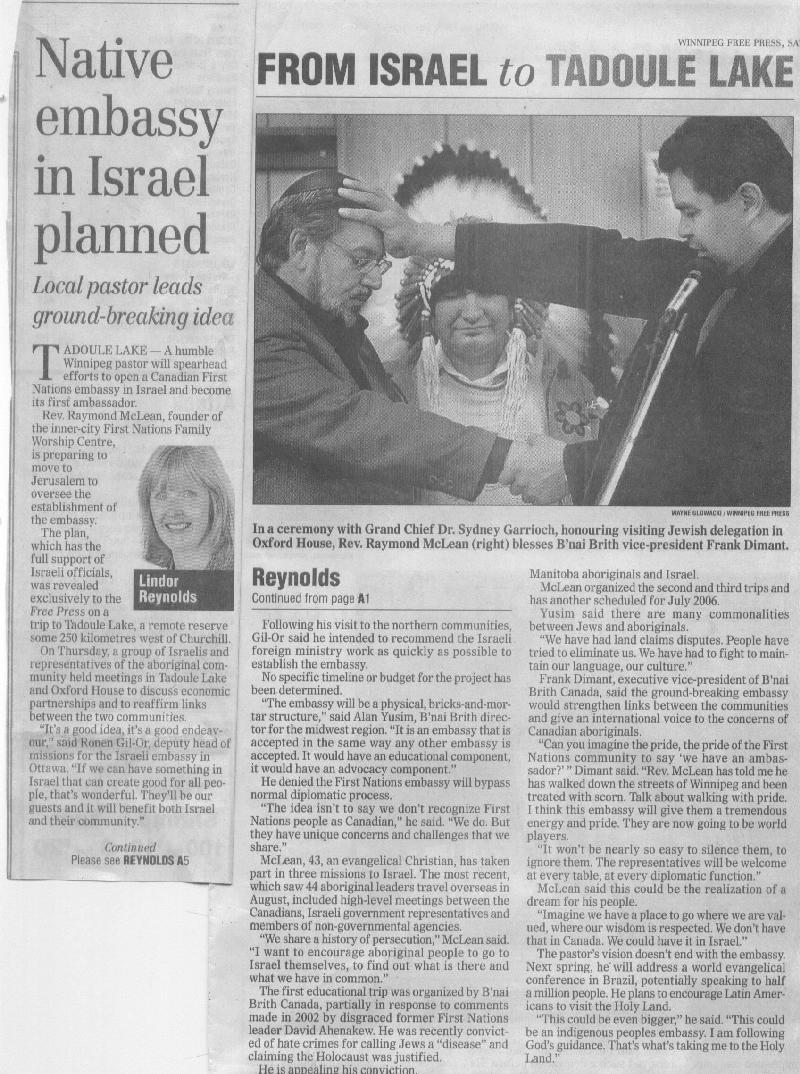 Native
embassy
in Israel
planned
Local pastor leads
ground-breaking idea
TADOULE LAKE — A humble
Winnipeg pastor will spearhead
efforts to open a Canadian First
Nations embassy in Israel and become
its first ambassador.
Rev. Raymond McLean, founder of
the inner-city First Nations Family
Worship Centre,
is preparing to
move to
Jerusalem to
oversee the
establishment of
the embassy.
The plan,
which has the
full support of
Israeli officials,
was revealed
exclusively to the
Free Press on a
trip to Tadoule Lake, a remote reserve
some 250 kilometres west of Churchill.
On Thursday, a group of Israelis and
representatives of the aboriginal com-
munity held meetings in Tadoule Lake
and Oxford House to discuss economic
partnerships and to reaffirm links
between the two communities.
“It’s a good idea, it’s a good endeav-
our,” said Ronen Gil-Or, deputy head of
missions for the Israeli embassy in
Ottawa. “If we can have something in
Israel that can create good for all peo-
ple, that’s wonderful. They’ll be our
guests and it will benefit both Israel
and their community.”
Continued
Please see REYNOLDS A5
Lindor
Reynolds
WINNIPEG FREE PRESS, SA
FROM ISRAEL to TADOULE LAKE
WAYNE GLOWACKI / WINNIPEG FREE PRESS
In a ceremony with Grand Chief Dr. Sydney Garrioch, honouring visiting Jewish delegation in
Oxford House, Rev. Raymond McLean (right) blesses B’nai Brith vice-president Frank Dimant.
Reynolds
Continued from page A1
Following his visit to the northern communities,
Gil-Or said he intended to recommend the Israeli
foreign ministry work as quickly as possible to
establish the embassy.
No specific timeline or budget for the project has
been determined.
“The embassy will be a physical, bricks-and-mor-
tar structure,” said Alan Yusim, B’nai Brith direc-
tor for the midwest region. “It is an embassy that is
accepted in the same way any other embassy is
accepted. It would have an educational component,
it would have an advocacy component.”
He denied the First Nations embassy will bypass
normal diplomatic process.
“The idea isn’t to say we don’t recognize First
Nations people as Canadian,” he said. “We do. But
they have unique concerns and challenges that we
share.”
McLean, 43, an evangelical Christian, has taken
part in three missions to Israel. The most recent,
which saw 44 aboriginal leaders travel overseas in
August, included high-level meetings between the
Canadians, Israeli government representatives and
members of non-governmental agencies.
“We share a history of persecution,” McLean said.
“I want to encourage aboriginal people to go to
Israel themselves, to find out what is there and
what we have in common.”
The first educational trip was organized by B’nai
Brith Canada, partially in response to comments
made in 2002 by disgraced former First Nations
leader David Ahenakew. He was recently convict-
ed of hate crimes for calling Jews a “disease” and
claiming the Holocaust was justified.
He is appealing his conviction.
Manitoba aboriginals and Israel.
McLean organized the second and third trips and
has another scheduled for July 2006.
Yusim said there are many commonalities
between Jews and aboriginals.
“We have had land claims disputes. People have
tried to eliminate us. We have had to fight to main-
tain our language, our culture.”
Frank Dimant, executive vice-president of B’nai
Brith Canada, said the ground-breaking embassy
would strengthen links between the communities
and give an international voice to the concerns of
Canadian aboriginals.
“Can you imagine the pride, the pride of the First
Nations community to say ‘we have an ambas-
sador?’ ” Dimant said. “Rev. McLean has told me he
has walked down the streets of Winnipeg and been
treated with scorn. Talk about walking with pride.
I think this embassy will give them a tremendous
energy and pride. They are now going to be world
players.
“It won’t be nearly so easy to silence them, to
ignore them. The representatives will be welcome
at every table, at every diplomatic function.”
McLean said this could be the realization of a
dream for his people.
“Imagine we have a place to go where we are val-
ued, where our wisdom is respected. We don’t have
that in Canada. We could have it in Israel.”
The pastor’s vision doesn’t end with the embassy.
Next spring, he will address a world evangelical
conference in Brazil, potentially speaking to half
a million people. He plans to encourage Latin Amer-
icans to visit the Holy Land.
“This could be even bigger,” he said. “This could
be an indigenous peoples embassy. I am following
God’s guidance. That’s what’s taking me to the Holy
Land.”